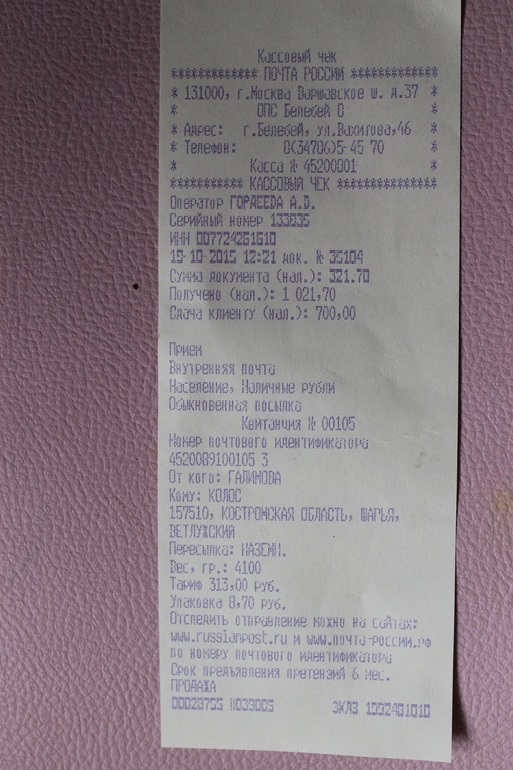 Кассовый чек
************* ПОЧТА РОССИИ *************
* 131000, г.Москва Варшавское ш. д.37 *
* ОПС Белебей 0 *
* Адрес: г.Белебей, ул.Вахитова,46 *
* Телефон: 8(34786)5-45-70 *
* Касса № 45200001 *
*********** КАССОВЫЙ ЧЕК ***************
Оператор ГОРДЕЕВА А.В.
Серийный номер 133835
ИНН 007724261610
15-10-2015 12:21 док. № 35104
Сумма документа (нал.): 321.70
Получено (нал.): 1 021,70
Сдача клиенту (нал.): 700,00
Прием
Внутренняя почта
Население, Наличные рубли
Обыкновенная посылка
Квитанция № 00105
Номер почтового идентификатора
4520089100105 3
От кого: ГАЛИМОВА
Кому: КОЛОС
157510, КОСТРОМСКАЯ ОБЛАСТЬ, ШАРЬЯ,
ВЕТЛУЖСКИЙ
Пересылка: НАЗЕМН.
Вес, гр.: 4100
Тариф 313,00 руб.
Упаковка 8,70 руб.
Отследить отправление можно на сайтах:
www.russianpost.ru и www.почта-россии.рф
по номеру почтового идентификатора
Срок предъявления претензий 6 мес.
ПРОДАЖА
00028755 #039005 ЭКЛЗ 1592481010